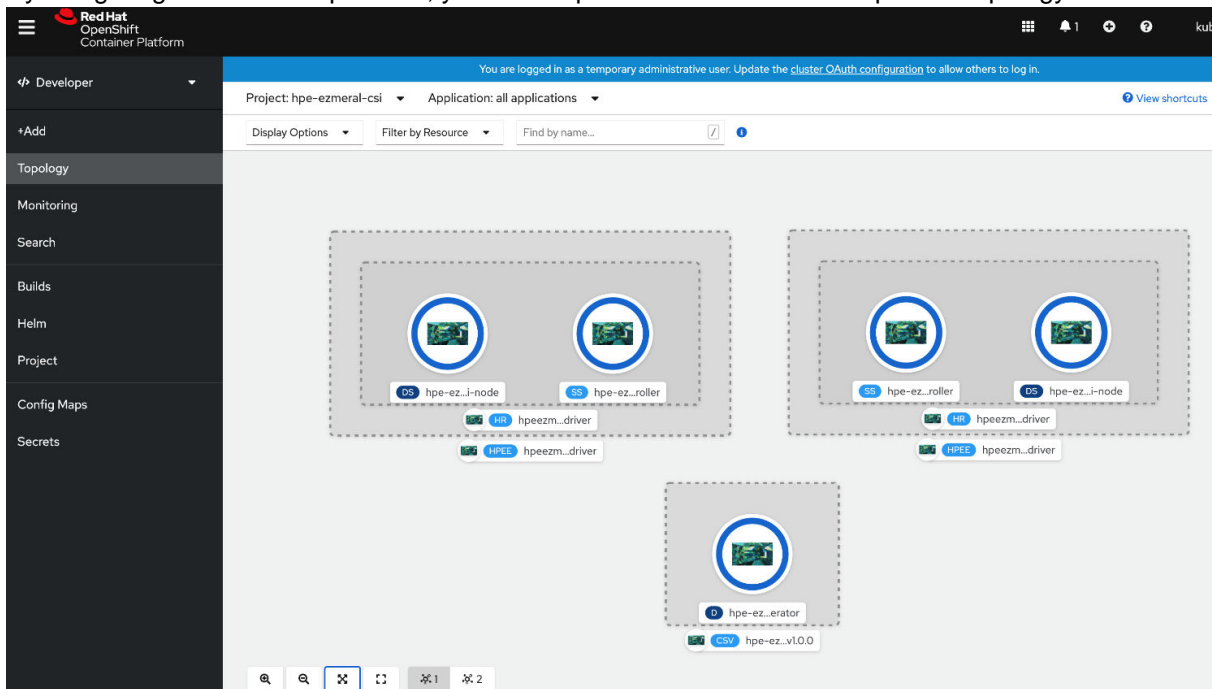 Red Hat
OpenShift
Container Platform
1
kub
Developer
You are logged in as a temporary administrative user. Update the cluster OAuth configuration to allow others to log in.
Project: hpe-ezmeral-csi
Application: all applications
View shortcuts
+Add
Display Options
Filter by Resource
Find by name...
/
Topology
Monitoring
Search
Builds
Helm
Project
Config Maps
Secrets
DS hpe-ez...i-node
SS hpe-ez...roller
HR hpeezm...driver
HPEE hpeezm...driver
SS hpe-ez...roller
DS hpe-ez...i-node
HR hpeezm...driver
HPEE hpeezm...driver
D hpe-ez...erator
CSV hpe-ez...v1.0.0
1
2